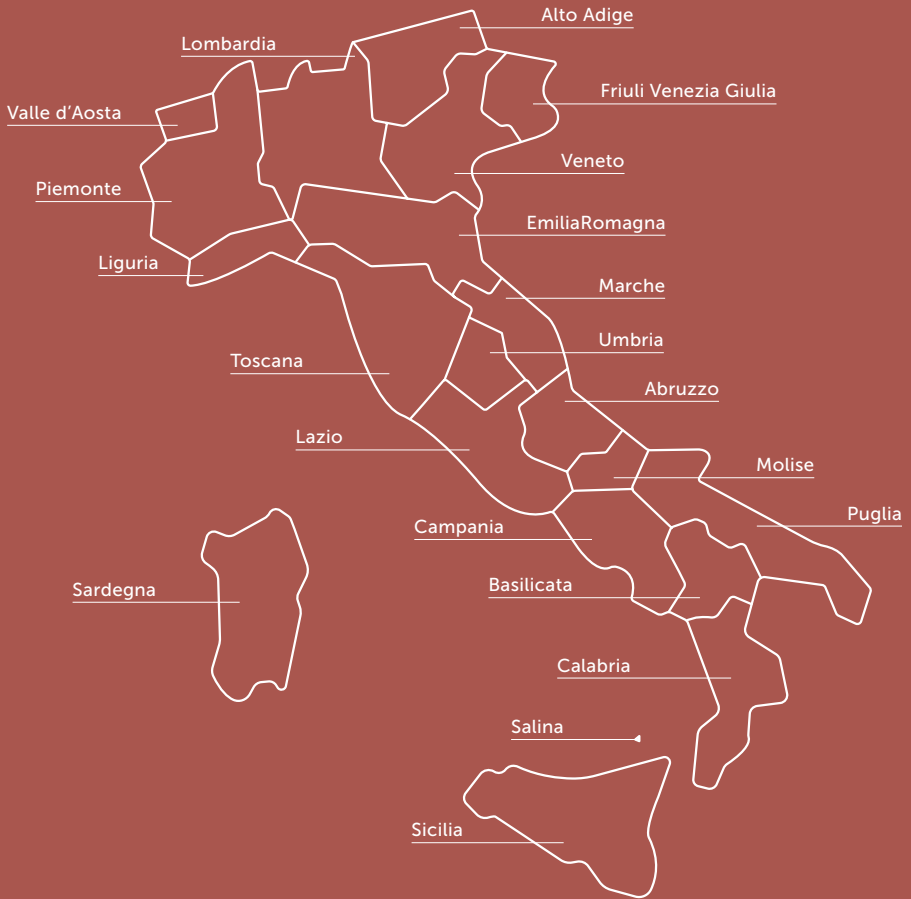 Alto Adige
Lombardia
Friuli Venezia Giulia
Valle d'Aosta
Veneto
Piemonte
EmiliaRomagna
Liguria
Marche
Umbria
Toscana
Abruzzo
Lazio
Molise
Puglia
Campania
Sardegna
Basilicata
Calabria
Salina
Sicilia